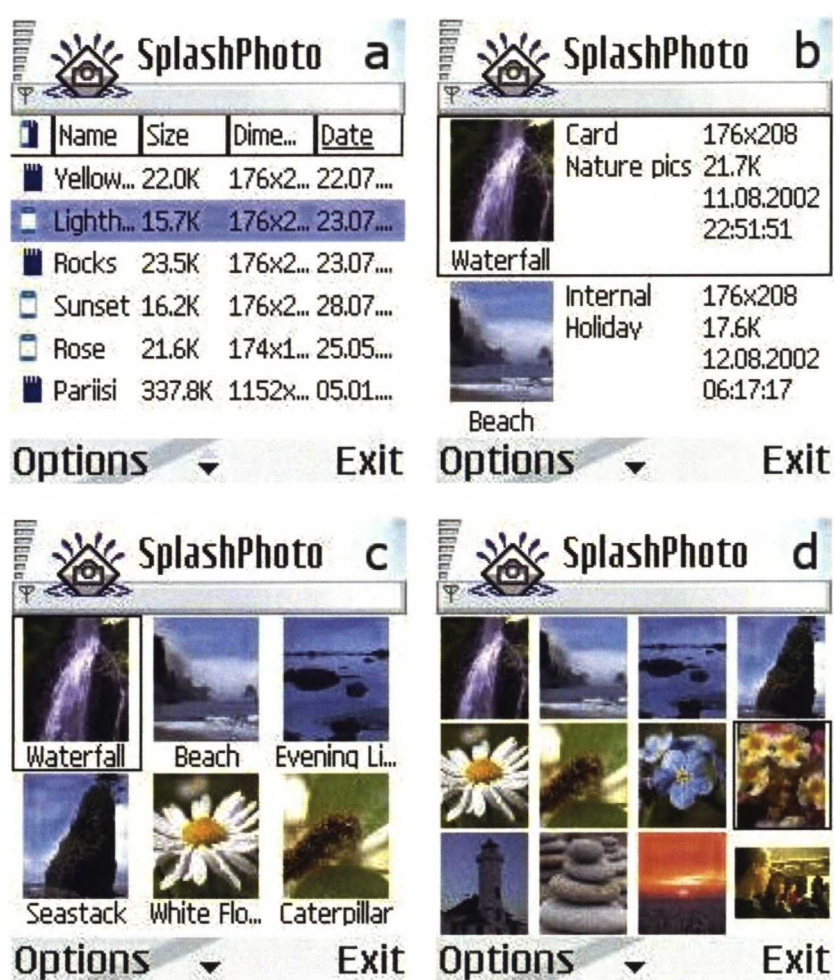 SplashPhoto a
Name Size Dime... Date
Yellow... 22.0K 176x2... 22.07....
Lighth... 15.7K 176x2... 23.07....
Rocks 23.5K 176x2... 23.07....
Sunset 16.2K 176x2... 28.07....
Rose 21.6K 174x1... 25.05....
Pariisi 337.8K 1152x... 05.01....
Options Exit
SplashPhoto b
Card 176x208
Nature pics 21.7K
11.08.2002
22:51:51
Waterfall
Internal 176x208
Holiday 17.6K
12.08.2002
06:17:17
Beach
Options Exit
SplashPhoto c
Waterfall Beach Evening Li...
Seastack White Flo... Caterpillar
Options Exit
SplashPhoto d
Options Exit